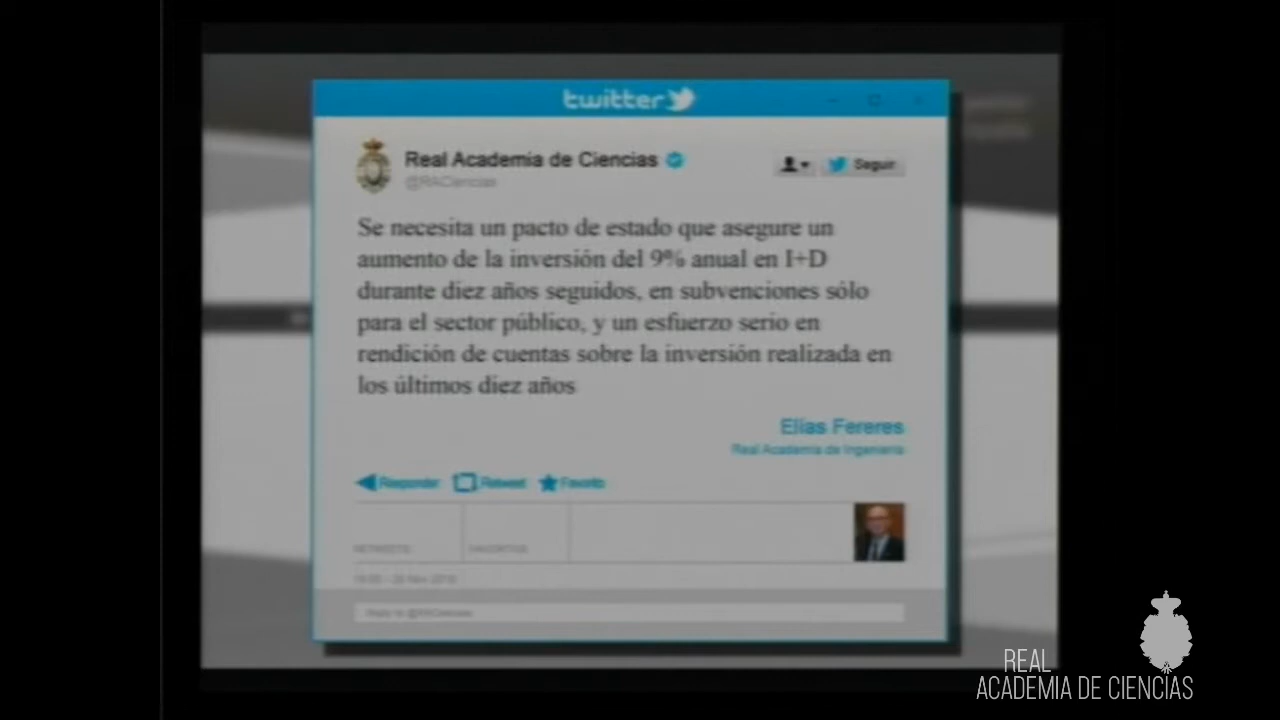 twitter
Real Academia de Ciencias
@RACiencias
Seguir
Se necesita un pacto de estado que asegure un
aumento de la inversión del 9% anual en I+D
durante diez años seguidos, en subvenciones sólo
para el sector público, y un esfuerzo serio en
rendición de cuentas sobre la inversión realizada en
los últimos diez años
Elías Fereres
Real Academia de Ingeniería
Responder Retweet Favorito
RETWEETS
REAL
ACADEMIA DE CIENCIAS